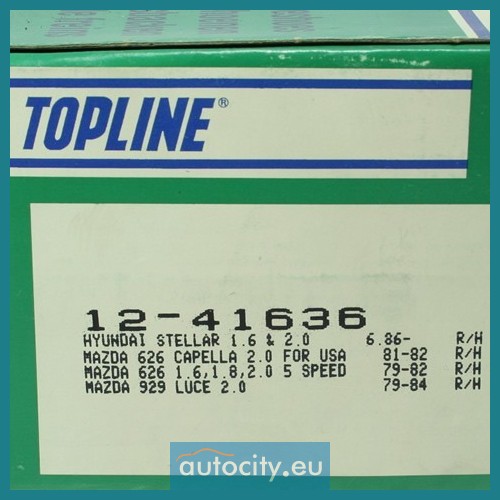 TOPLINE®
12-41636
HYUNDAI STELLAR 1.6 & 2.0 6.86- R/H
MAZDA 626 CAPELLA 2.0 FOR USA 81-82 R/H
MAZDA 626 1.6,1.8,2.0 5 SPEED 79-82 R/H
MAZDA 929 LUCE 2.0 79-84 R/H
autocity.eu